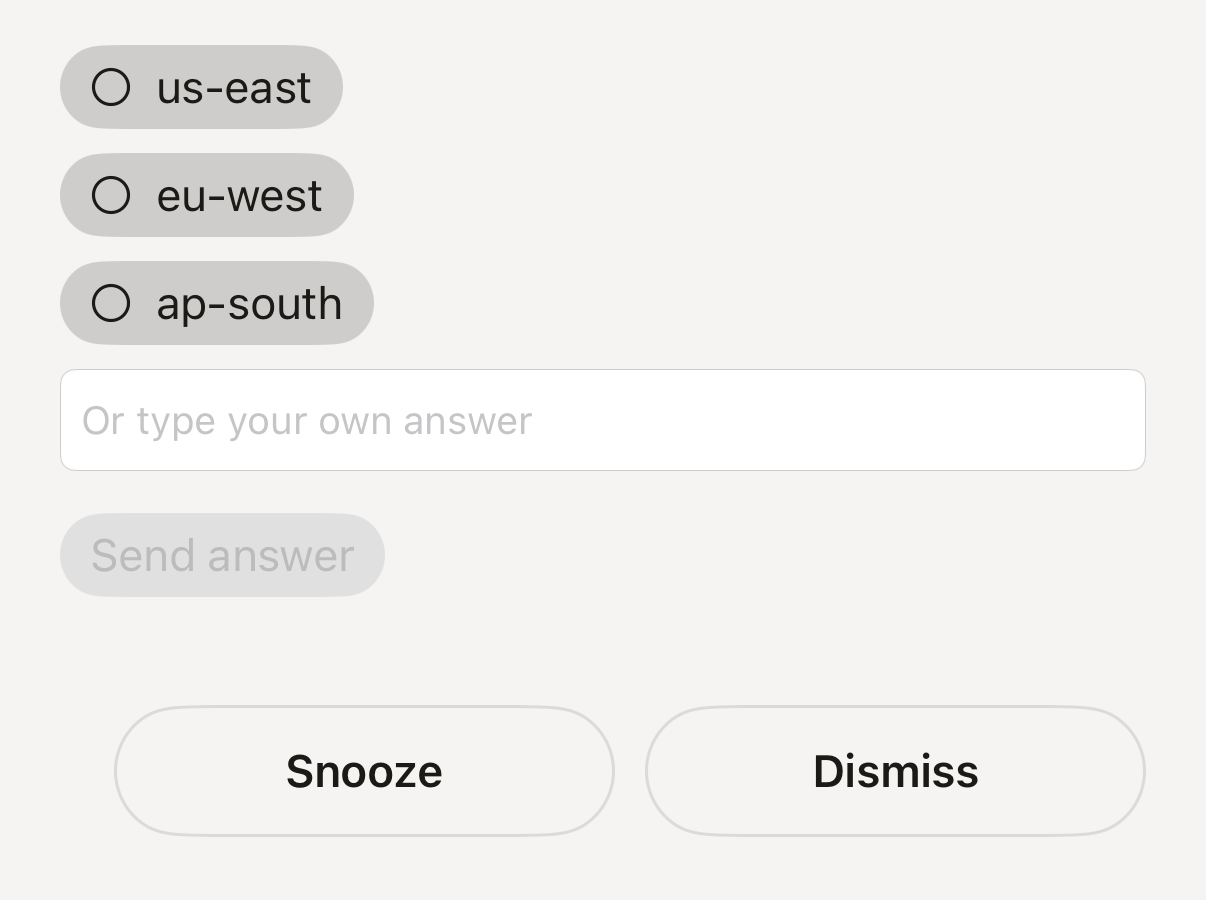 us-east
eu-west
ap-south
Or type your own answer
Send answer
Snooze
Dismiss